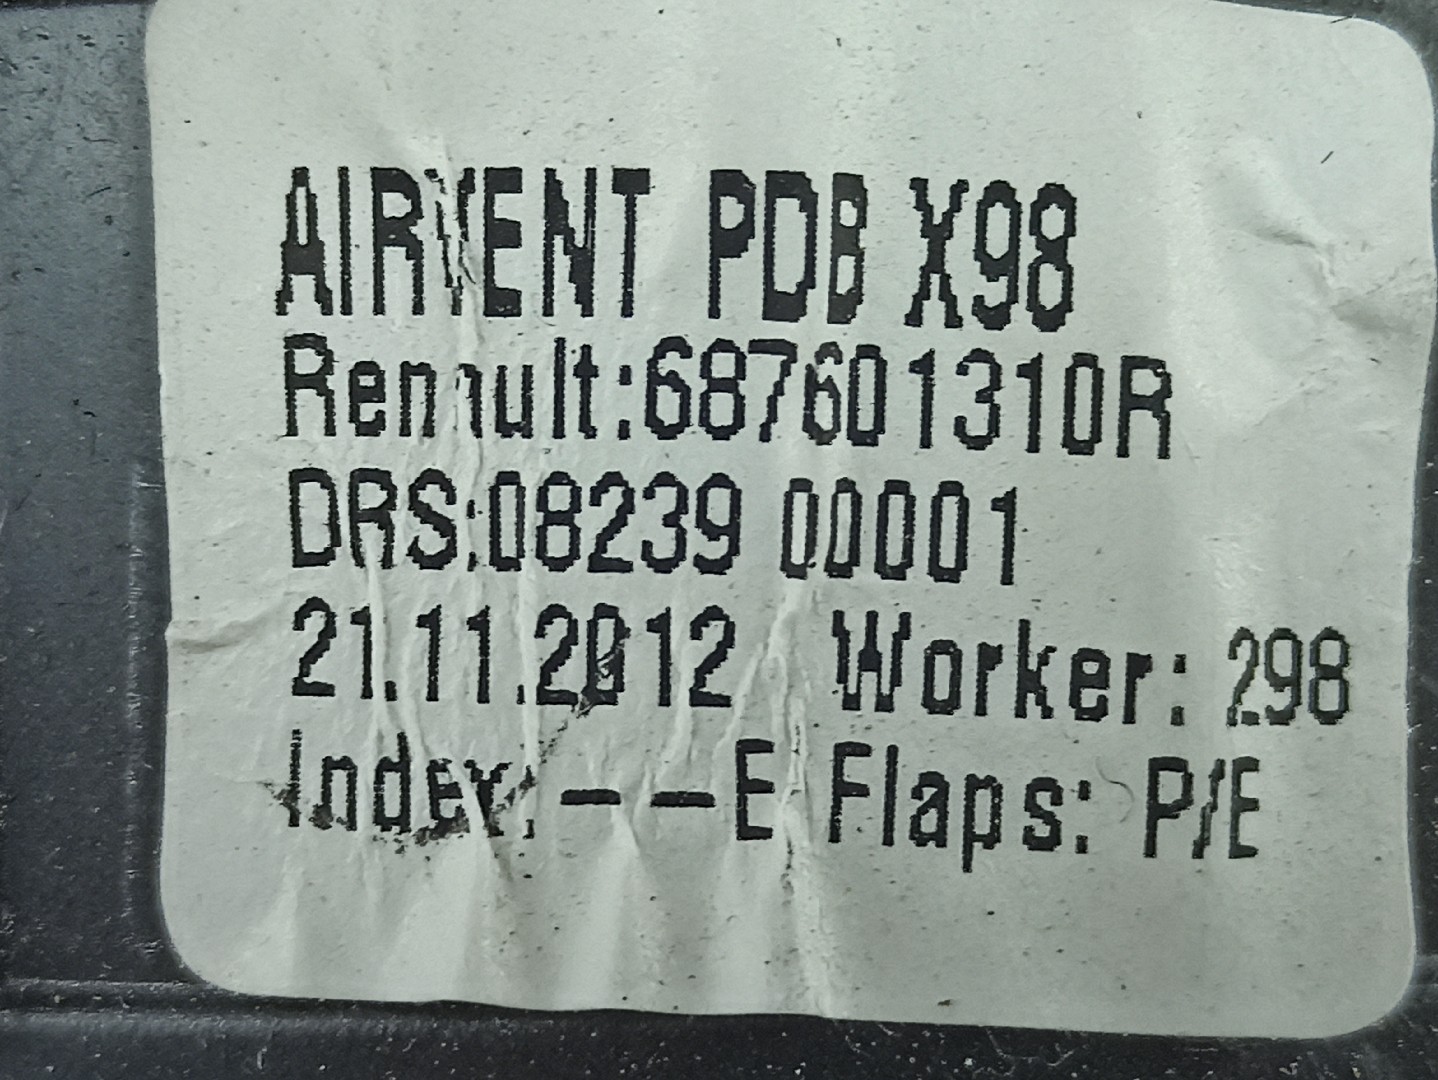 AIRVENT PDB X98
Renault:687601310R
DRS:08239 00001
21.11.2012 Worker: 298
Index: --E Flaps: P/E